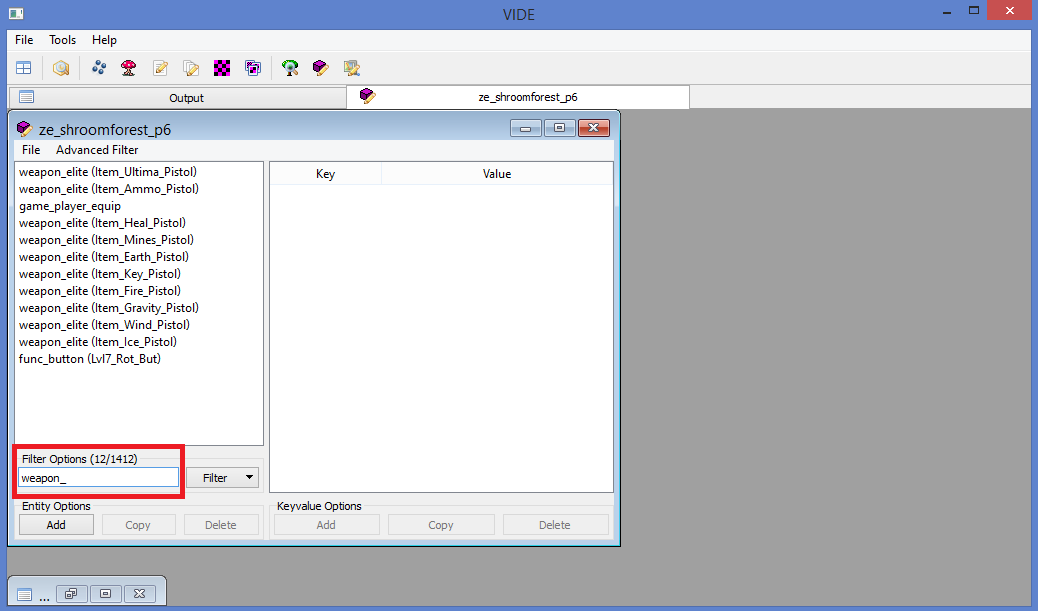 VIDE
File Tools Help
Output
ze_shroomforest_p6
ze_shroomforest_p6
File Advanced Filter
weapon_elite (Item_Ultima_Pistol)
weapon_elite (Item_Ammo_Pistol)
game_player_equip
weapon_elite (Item_Heal_Pistol)
weapon_elite (Item_Mines_Pistol)
weapon_elite (Item_Earth_Pistol)
weapon_elite (Item_Key_Pistol)
weapon_elite (Item_Fire_Pistol)
weapon_elite (Item_Gravity_Pistol)
weapon_elite (Item_Wind_Pistol)
weapon_elite (Item_Ice_Pistol)
func_button (Lvl7_Rot_But)
Key Value
Filter Options (12/1412)
weapon_ Filter
Entity Options
Add Copy Delete
Keyvalue Options
Add Copy Delete
...